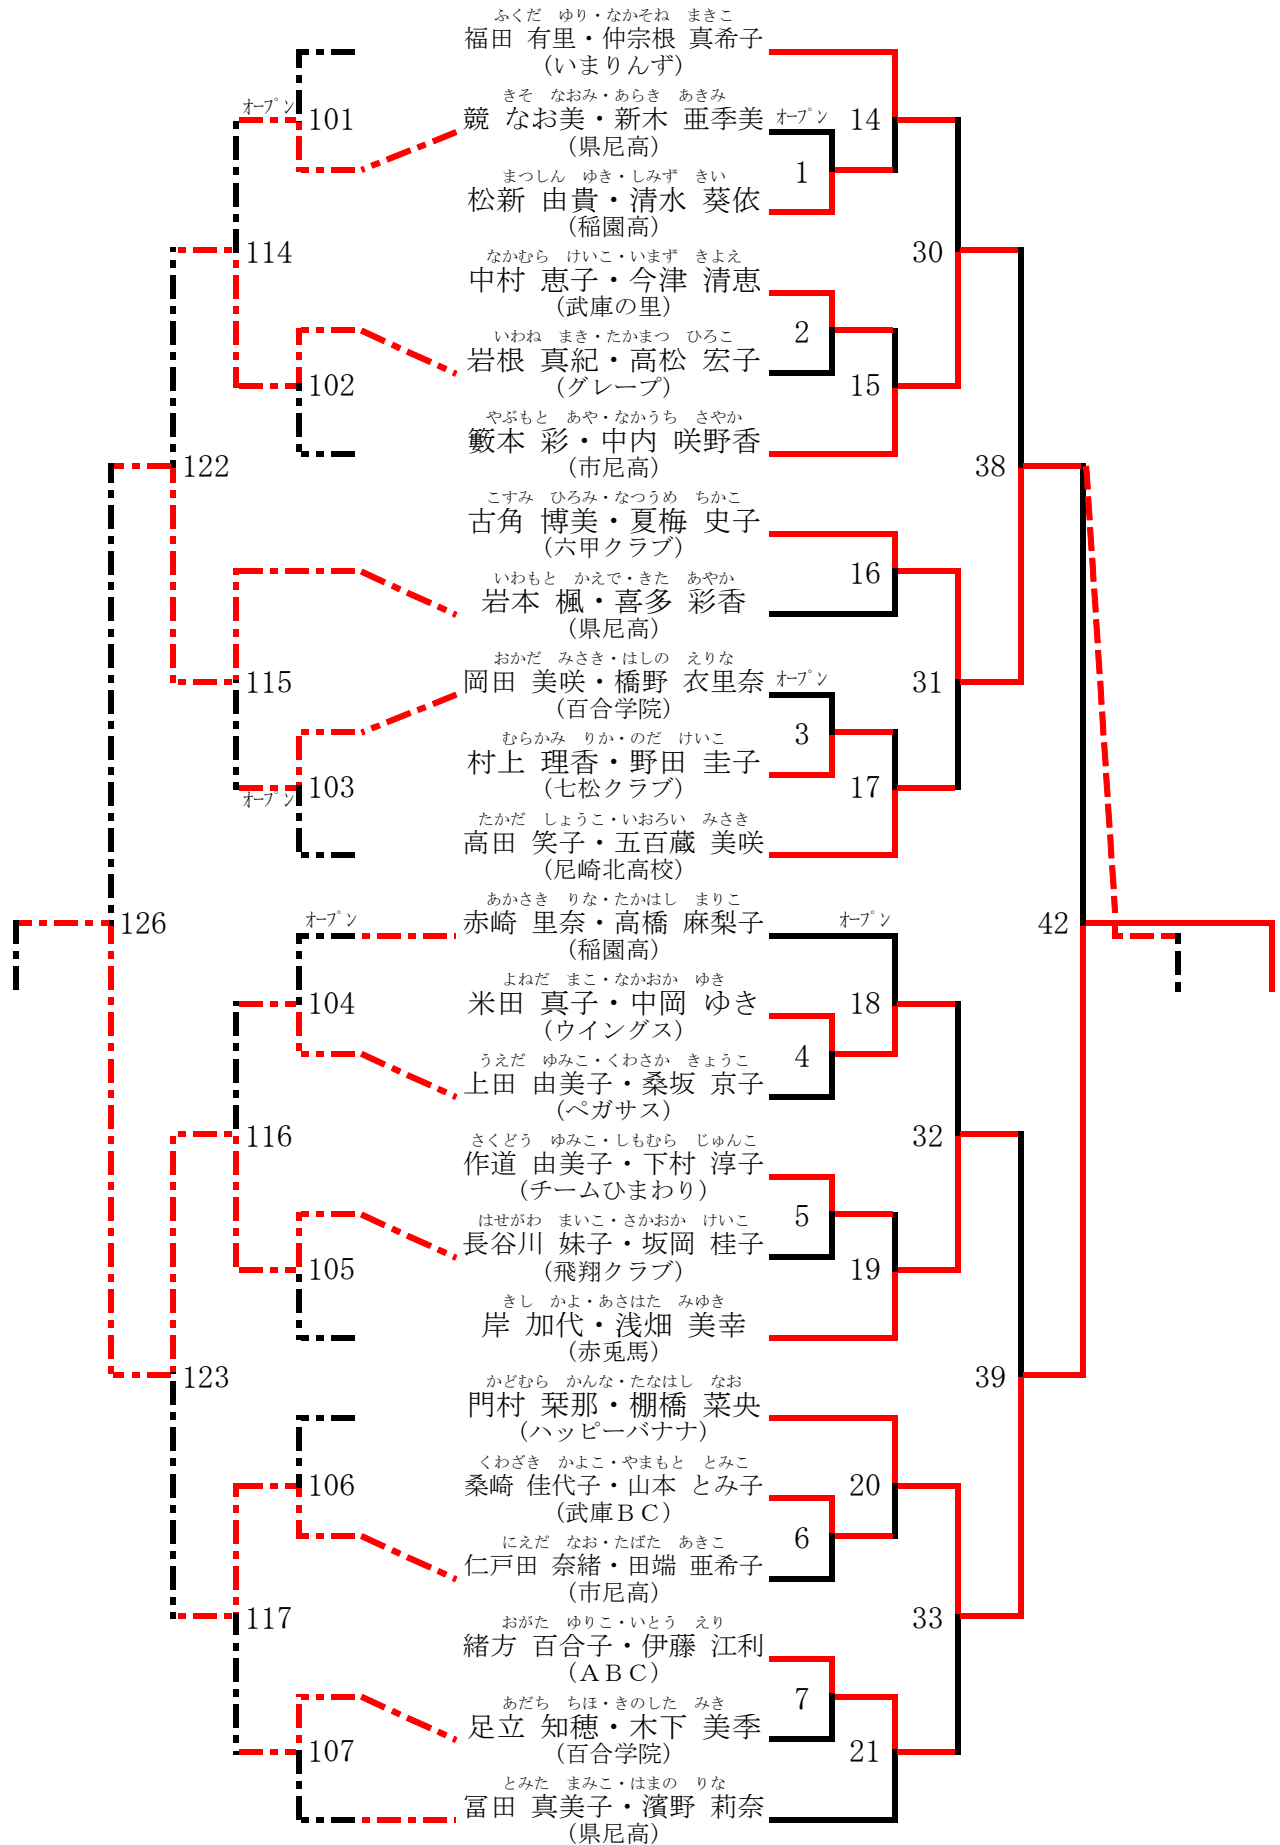 ふくだ　ゆり・なかそね　まきこ
福田 有里・仲宗根 真希子
(いまりんず)
きそ　なおみ・あらき　あきみ
ｵｰﾌﾟﾝ
101
競 なお美・新木 亜季美
ｵｰﾌﾟﾝ
14
(県尼高)
1
まつしん　ゆき・しみず　きい
松新 由貴・清水 葵依
(稲園高)
114
なかむら　けいこ・いまず　きよえ
30
中村 恵子・今津 清恵
(武庫の里)
いわね　まき・たかまつ　ひろこ
2
岩根 真紀・高松 宏子
102
(グレープ)
15
やぶもと　あや・なかうち　さやか
籔本 彩・中内 咲野香
122
(市尼高)
38
こすみ　ひろみ・なつうめ　ちかこ
古角 博美・夏梅 史子
(六甲クラブ)
いわもと　かえで・きた　あやか
16
岩本 楓・喜多 彩香
(県尼高)
おかだ　みさき・はしの　えりな
115
岡田 美咲・橋野 衣里奈
ｵｰﾌﾟﾝ
31
(百合学院)
むらかみ　りか・のだ　けいこ
3
村上 理香・野田 圭子
ｵｰﾌﾟﾝ
103
(七松クラブ)
17
たかだ　しょうこ・いおろい　みさき
高田 笑子・五百蔵 美咲
(尼崎北高校)
あかさき　りな・たかはし　まりこ
126
ｵｰﾌﾟﾝ
赤崎 里奈・高橋 麻梨子
ｵｰﾌﾟﾝ
42
(稲園高)
よねだ　まこ・なかおか　ゆき
104
米田 真子・中岡 ゆき
18
(ウイングス)
うえだ　ゆみこ・くわさか　きょうこ
4
上田 由美子・桑坂 京子
(ペガサス)
116
さくどう　ゆみこ・しもむら　じゅんこ
32
作道 由美子・下村 淳子
(チームひまわり)
はせがわ　まいこ・さかおか　けいこ
5
長谷川 妹子・坂岡 桂子
105
(飛翔クラブ)
19
きし　かよ・あさはた　みゆき
岸 加代・浅畑 美幸
(赤兎馬)
123
かどむら　かんな・たなはし　なお
39
門村 栞那・棚橋 菜央
(ハッピーバナナ)
くわざき　かよこ・やまもと　とみこ
106
桑崎 佳代子・山本 とみ子
20
(武庫ＢＣ)
にえだ　なお・たばた　あきこ
6
仁戸田 奈緒・田端 亜希子
(市尼高)
117
おがた　ゆりこ・いとう　えり
33
緒方 百合子・伊藤 江利
(ＡＢＣ)
あだち　ちほ・きのした　みき
7
足立 知穂・木下 美季
107
(百合学院)
21
とみた　まみこ・はまの　りな
冨田 真美子・濱野 莉奈
(県尼高)